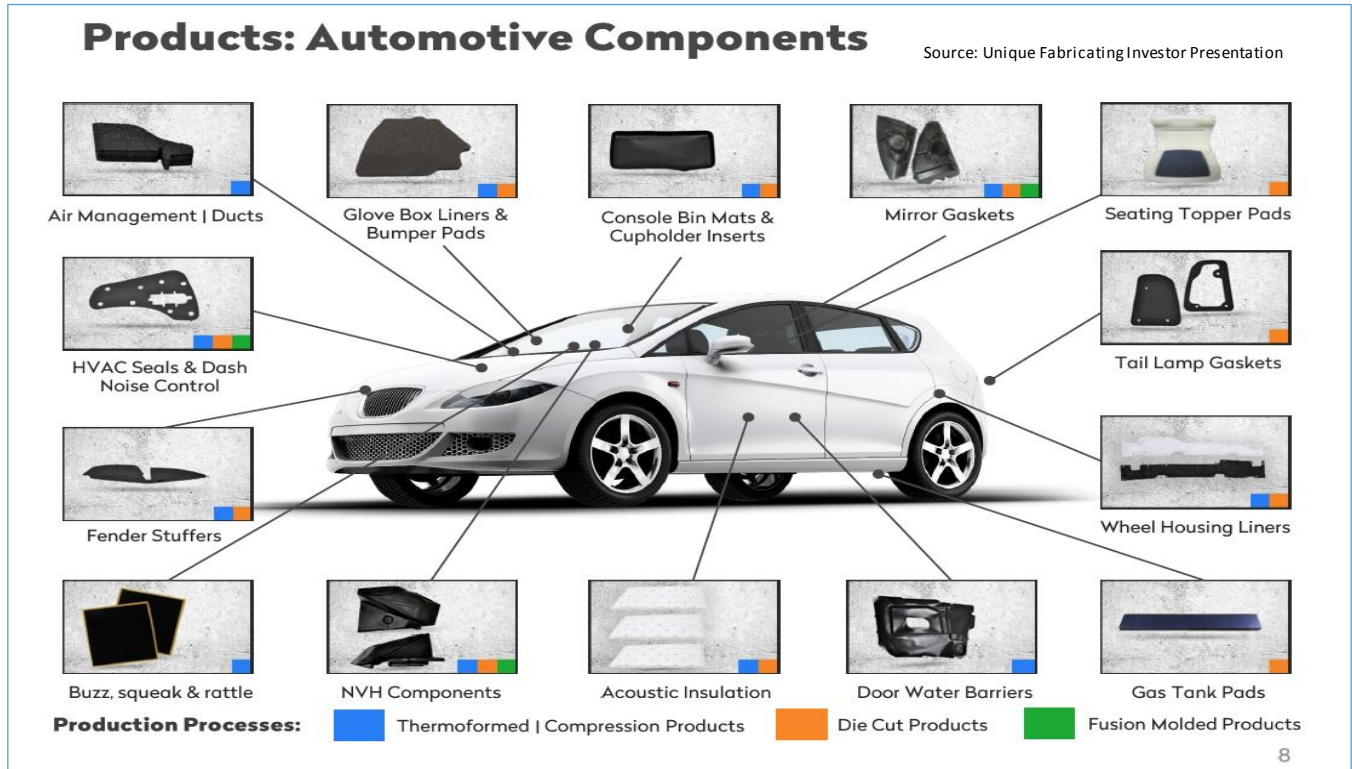 Products: Automotive Components
Source: Unique Fabricating Investor Presentation
Air Management | Ducts
Glove Box Liners &
Bumper Pads
Console Bin Mats &
Cupholder Inserts
Mirror Gaskets
Seating Topper Pads
HVAC Seals & Dash
Noise Control
Tail Lamp Gaskets
Fender Stuffers
Wheel Housing Liners
Buzz, squeak & rattle
NVH Components
Acoustic Insulation
Door Water Barriers
Gas Tank Pads
Production Processes:
Thermoformed | Compression Products
Die Cut Products
Fusion Molded Products
8